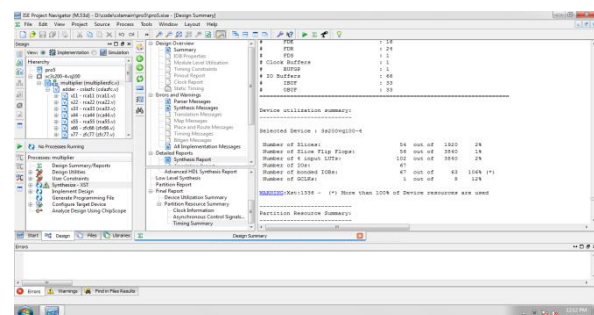 ISE Project Navigator (M.53d) - D:\code\coleman\pro5\pro5.xise - [Design Summary]
File Edit View Project Source Process Tools Window Layout Help
Design
View: Implementation Simulation
Hierarchy
pro5
multiplier (multiplierfc.v)
Design Overview
Summary
IOB Properties
Module Level Utilization
Timing Constraints
Pinout Report
Clock Report
Static Timing
Errors and Warnings
Parser Messages
Synthesis Messages
Translation Messages
Map Messages
Place and Route Messages
Timing Messages
Bitgen Messages
All Implementation Messages
Detailed Reports
Synthesis Report
Advanced HDL Synthesis Report
Low Level Synthesis
Partition Report
Final Report
Device Utilization Summary
Partition Resource Summary
Clock Information
Asynchronous Control Signals...
Timing Summary
# FDE : 18
# FDR : 26
# FDS : 1
# Clock Buffers : 1
# BUFGP : 1
# IO Buffers : 66
# IBUF : 33
# OBUF : 33
Device utilization summary:
Selected Device : 3s200vq100-4
Number of Slices: 56 out of 1920 2%
Number of Slice Flip Flops: 56 out of 3840 1%
Number of 4 input LUTs: 102 out of 3840 2%
Number of IOs: 67
Number of bonded IOBs: 67 out of 63 106% (*)
Number of GCLKs: 1 out of 8 12%
WARNING:Xst:1336 - (*) More than 100% of Device resources are used
Partition Resource Summary:
No Processes Running
Processes: multiplier
Design Summary/Reports
Design Utilities
User Constraints
Synthesize - XST
Implement Design
Generate Programming File
Configure Target Device
Analyze Design Using ChipScope
Start Design Files Libraries
Design Summary
Errors
Errors Warnings Find in Files Results
12:52 PM